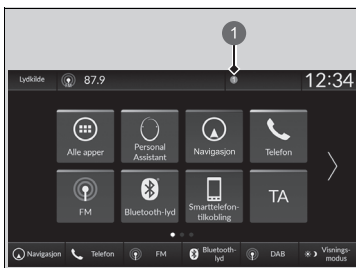 1
Lydkilde 87.9 12:34
Alle apper
Personal
Assistant
Navigasjon
Telefon
FM
Bluetooth-lyd
Smarttelefon-
tilkobling
TA
Navigasjon
Telefon
FM
Bluetooth-
lyd
DAB
Visnings-
modus